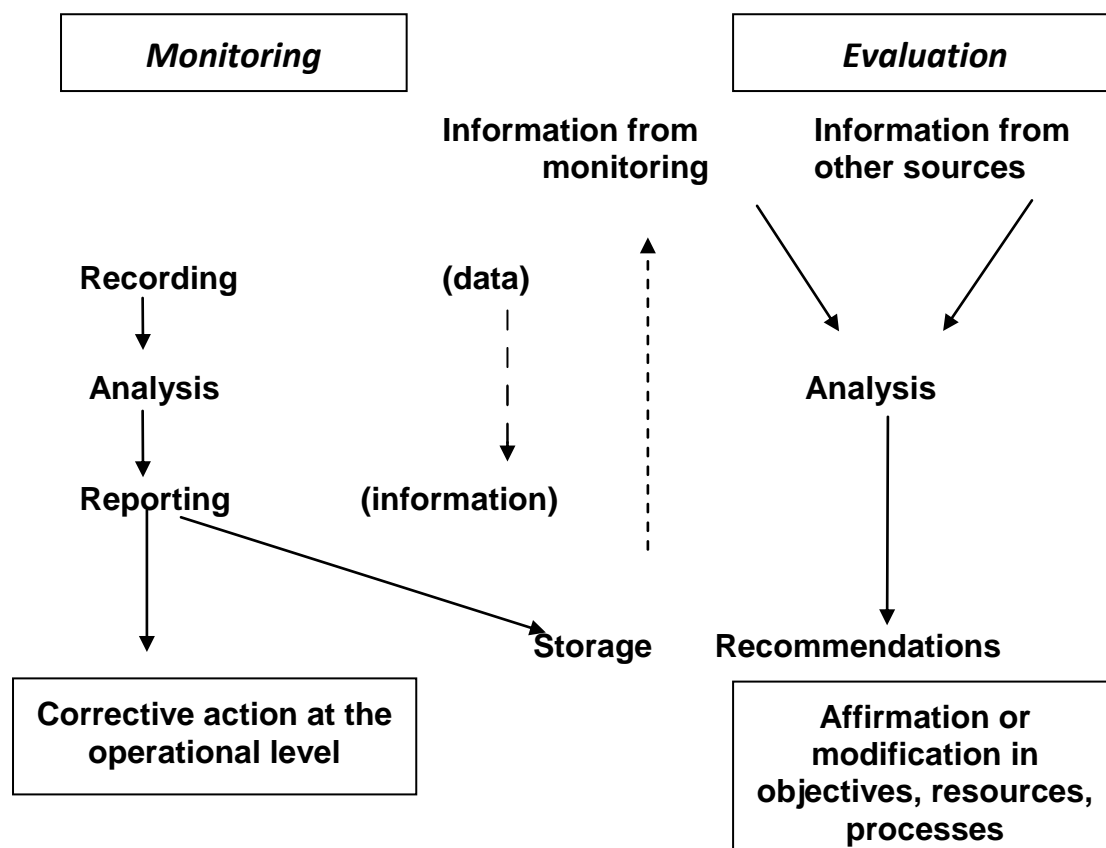 Monitoring
Evaluation
Information from
monitoring
Information from
other sources
Recording
(data)
Analysis
Analysis
Reporting
(information)
Storage
Recommendations
Corrective action at the
operational level
Affirmation or
modification in
objectives, resources,
processes